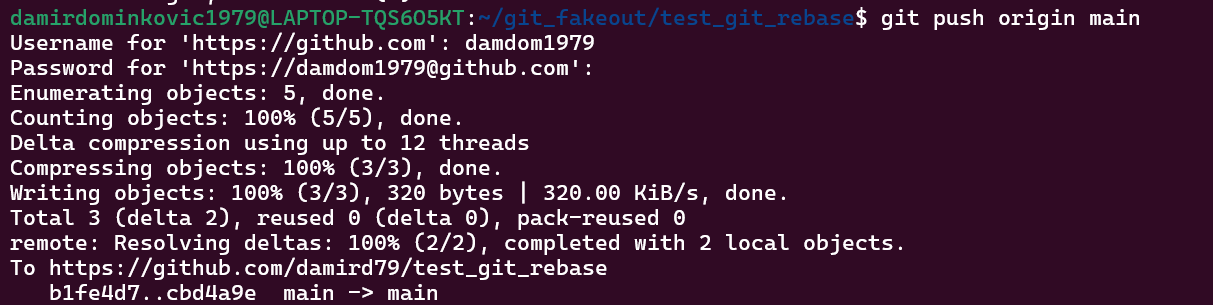 damirdominkovic1979@LAPTOP-TQS6O5KT:~/git_fakeout/test_git_rebase$ git push origin main
Username for 'https://github.com': damdom1979
Password for 'https://damdom1979@github.com':
Enumerating objects: 5, done.
Counting objects: 100% (5/5), done.
Delta compression using up to 12 threads
Compressing objects: 100% (3/3), done.
Writing objects: 100% (3/3), 320 bytes | 320.00 KiB/s, done.
Total 3 (delta 2), reused 0 (delta 0), pack-reused 0
remote: Resolving deltas: 100% (2/2), completed with 2 local objects.
To https://github.com/damird79/test_git_rebase
   b1fe4d7..cbd4a9e  main -> main